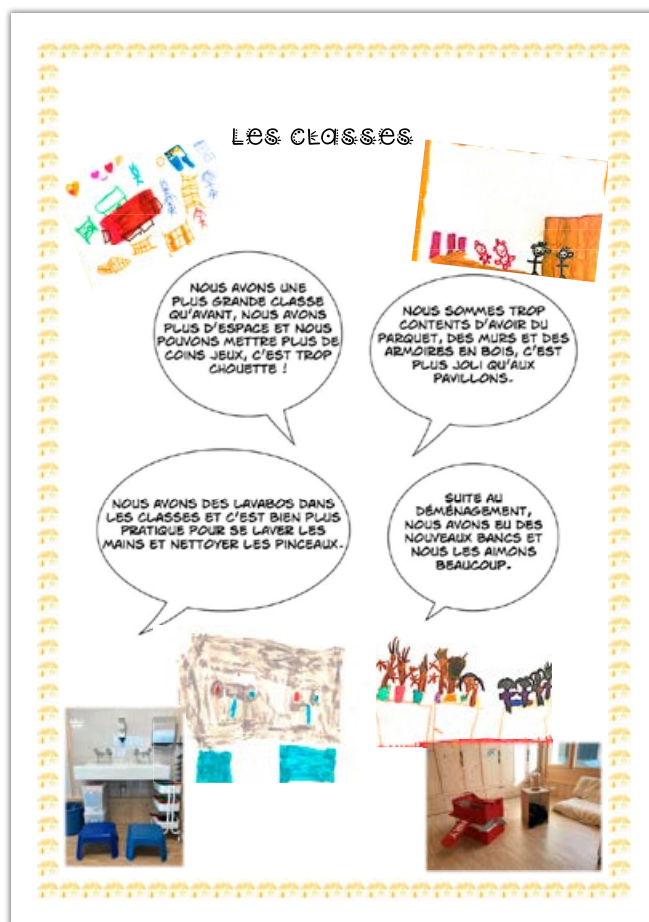 Les classes
NOUS AVONS UNE
PLUS GRANDE CLASSE
QU'AVANT, NOUS AVONS
PLUS D'ESPACE ET NOUS
POUVONS METTRE PLUS DE
COINS JEUX, C'EST TROP
CHOUETTE !
NOUS SOMMES TROP
CONTENTS D'AVOIR DU
PARQUET, DES MURS ET DES
ARMOIRES EN BOIS, C'EST
PLUS JOLI QU'AUX
PAVILLONS.
NOUS AVONS DES LAVABOS DANS
LES CLASSES ET C'EST BIEN PLUS
PRATIQUE POUR SE LAVER LES
MAINS ET NETTOYER LES PINCEAUX.
SUITE AU
DÉMÉNAGEMENT,
NOUS AVONS EU DES
NOUVEAUX BANCS ET
NOUS LES AIMONS
BEAUCOUP.